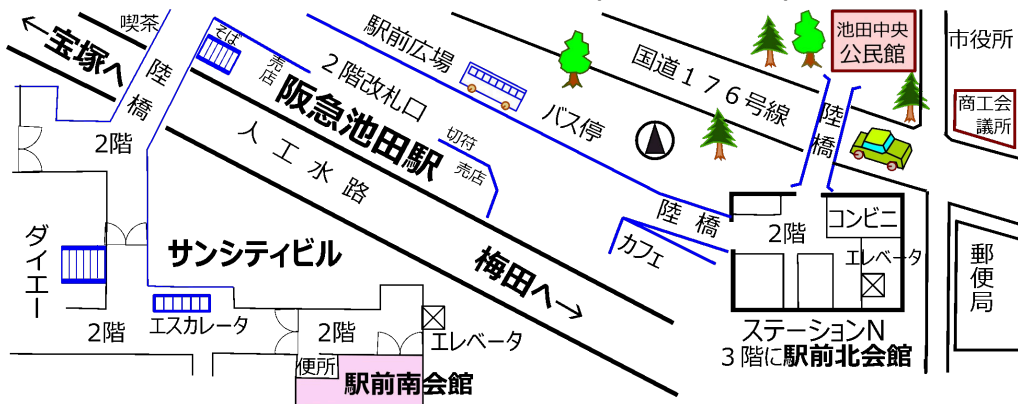 喫茶
←宝塚へ
陸橋
2階
そば
売店
2階改札口
阪急池田駅
切符
売店
駅前広場
バス停
国道176号線
池田中央
公民館
市役所
商工会
議所
陸橋
人工水路
梅田へ→
陸橋
カフェ
2階
コンビニ
エレベータ
郵便局
ステーションN
3階に駅前北会館
ダイエー
サンシティビル
エスカレータ
2階
2階
エレベータ
便所
駅前南会館